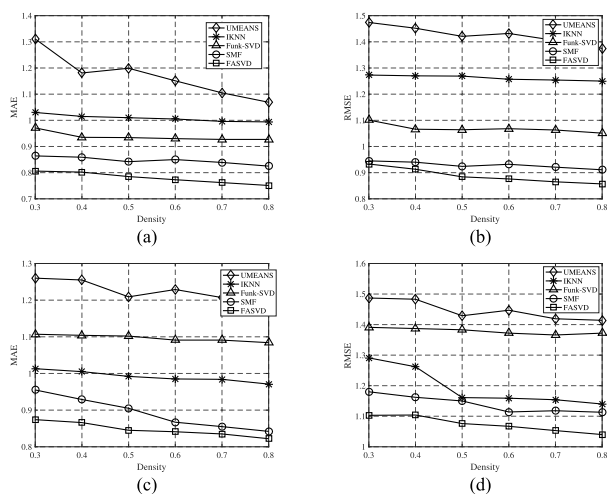 1.4
1.3
1.2
1.1
1
0.9
0.8
0.7
MAE
0.3 0.4 0.5 0.6 0.7 0.8
Density
UMEANS
IKNN
Funk-SVD
SMF
FASVD
(a)
1.5
1.4
1.3
1.2
1.1
1
0.9
0.8
0.7
RMSE
0.3 0.4 0.5 0.6 0.7 0.8
Density
UMEANS
IKNN
Funk-SVD
SMF
FASVD
(b)
1.3
1.2
1.1
1
0.9
0.8
MAE
0.3 0.4 0.5 0.6 0.7 0.8
Density
UMEANS
IKNN
Funk-SVD
SMF
FASVD
(c)
1.6
1.5
1.4
1.3
1.2
1.1
1
RMSE
0.3 0.4 0.5 0.6 0.7 0.8
Density
UMEANS
IKNN
Funk-SVD
SMF
FASVD
(d)